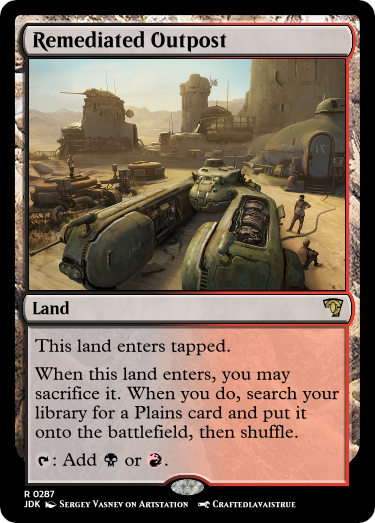 Remediated Outpost
Land
This land enters tapped.
When this land enters, you may
sacrifice it. When you do, search your
library for a Plains card and put it
onto the battlefield, then shuffle.
: Add or .
R 0287
JDK Sergey Vasnev on Artstation Craftedlavaistrue